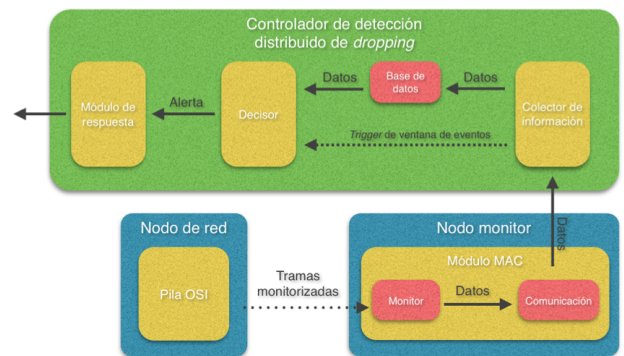 Controlador de detección
distribuido de dropping
Módulo de
respuesta
Alerta
Decisor
Datos
Base de
datos
Datos
Colector de
información
Trigger de ventana de eventos
Datos
Nodo de red
Pila OSI
Tramas
monitorizadas
Nodo monitor
Módulo MAC
Monitor
Datos
Comunicación